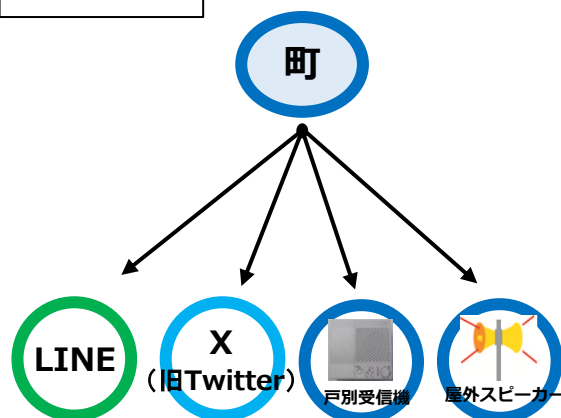 町
LINE
X
（旧Twitter）
戸別受信機
屋外スピーカー